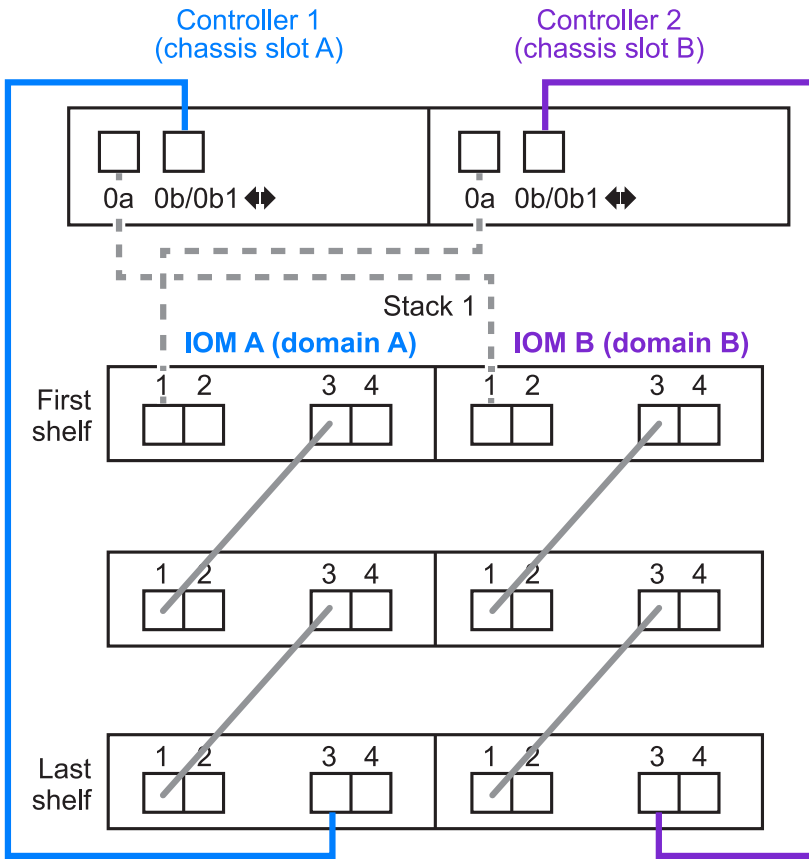 Controller 1
(chassis slot A)
Controller 2
(chassis slot B)
0a 0b/0b1
0a 0b/0b1
Stack 1
IOM A (domain A)
IOM B (domain B)
First
shelf
1 2 3 4
1 2 3 4
1 2 3 4
1 2 3 4
Last
shelf
1 2 3 4
1 2 3 4